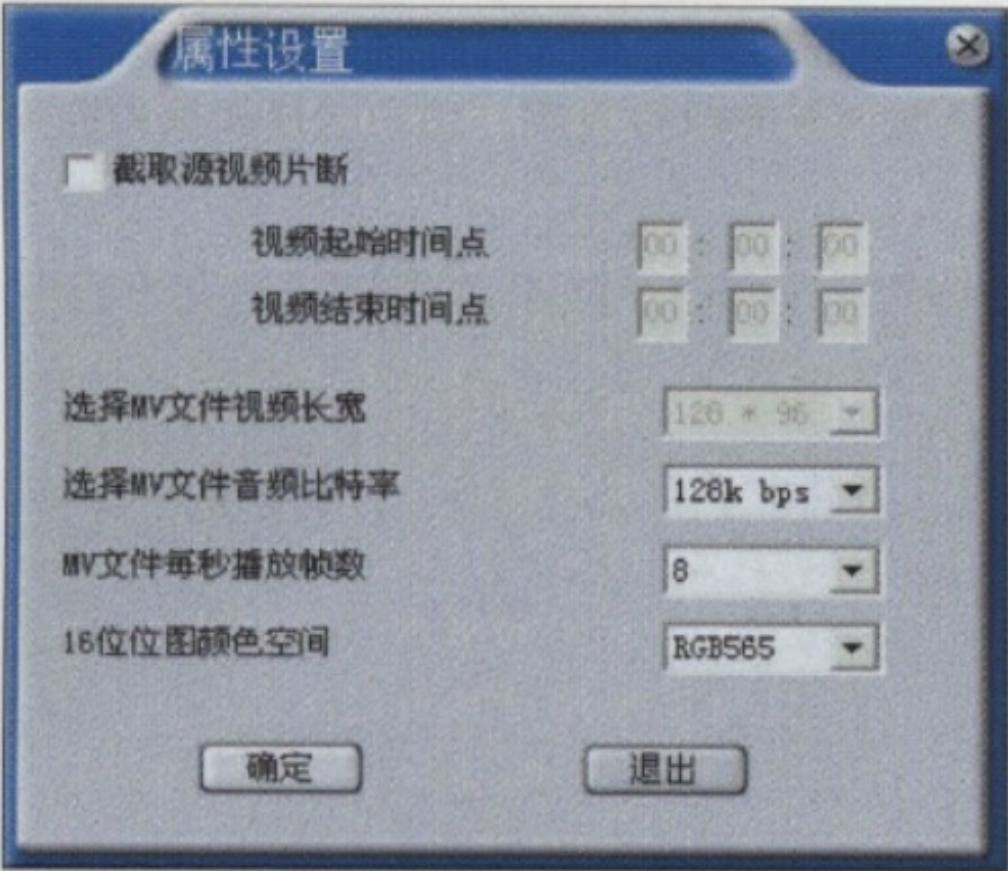 属性设置
截取源视频片断
视频起始时间点 00 : 00 : 00
视频结束时间点 00 : 00 : 00
选择MV文件视频长宽 128 * 96
选择MV文件音频比特率 128k bps
MV文件每秒播放帧数 8
16位位图颜色空间 RGB565
确定 退出